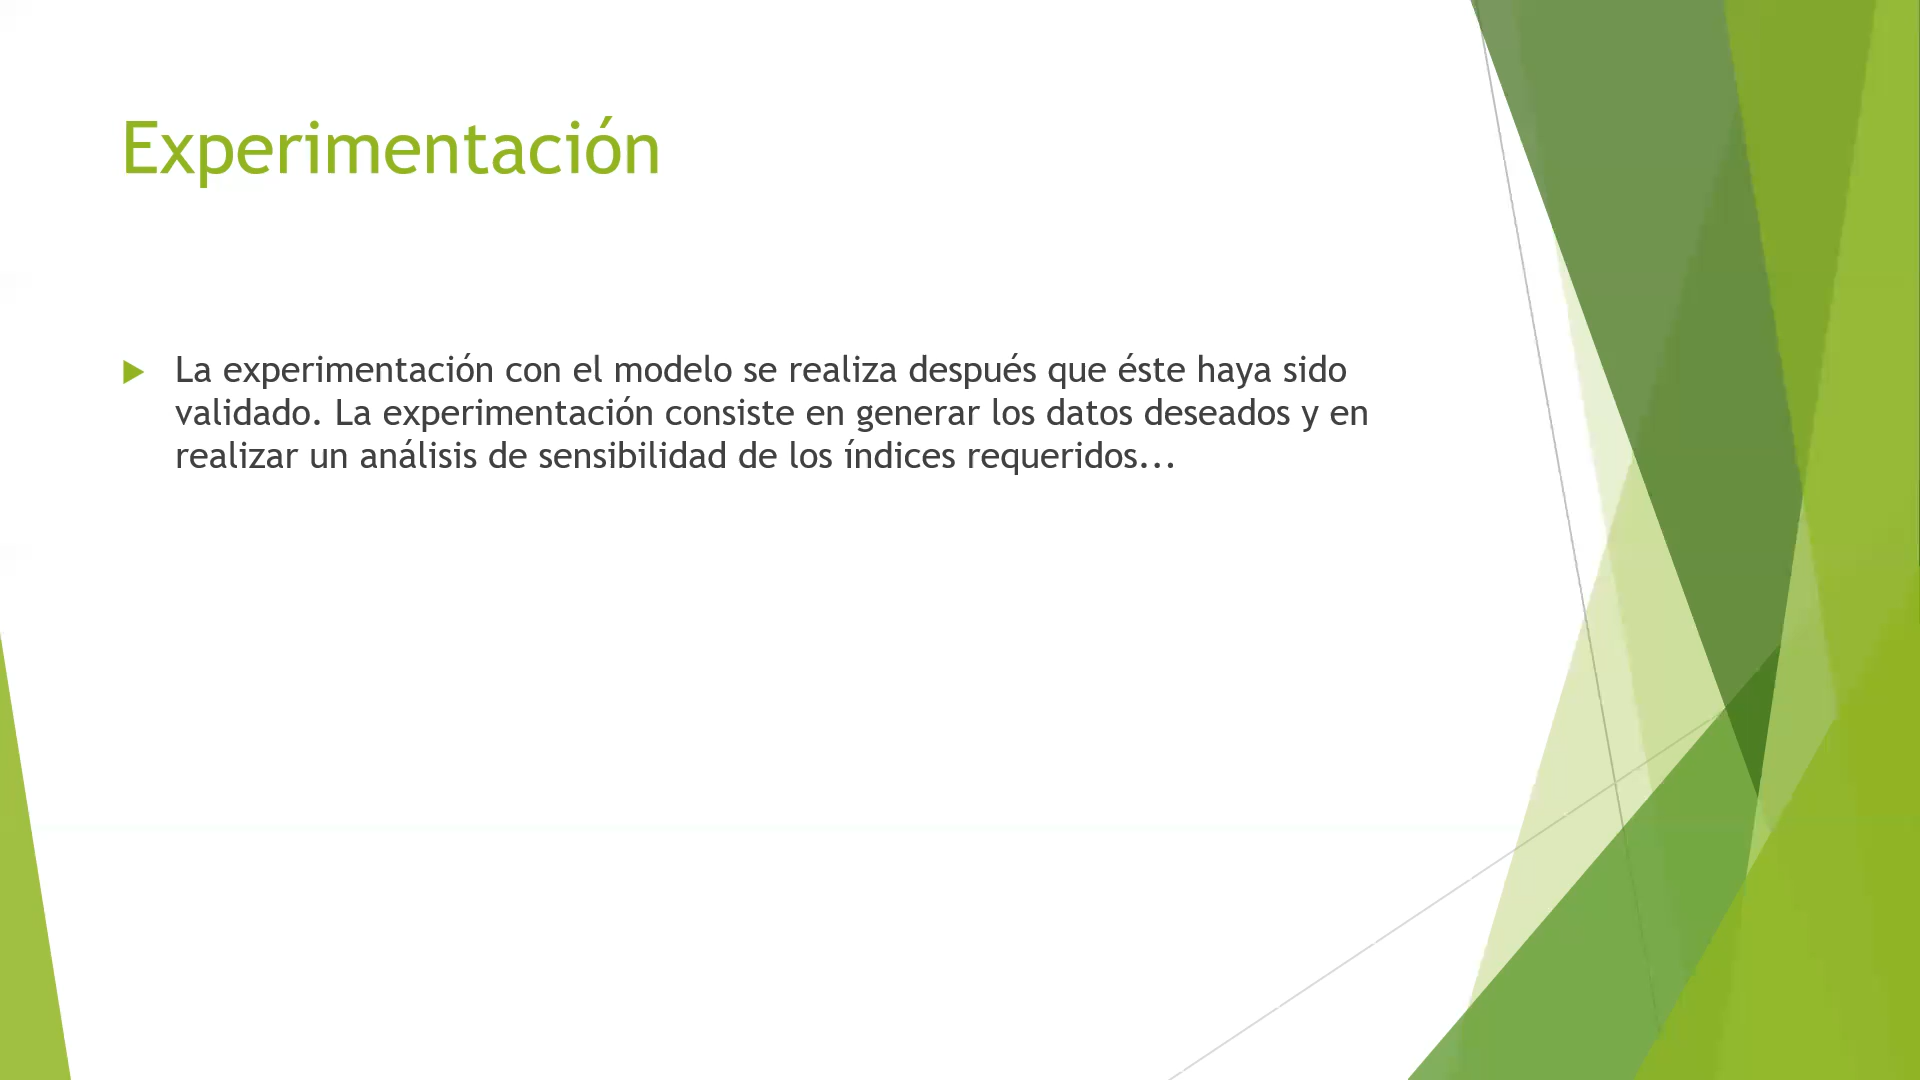 Experimentación
La experimentación con el modelo se realiza después que éste haya sido
validado. La experimentación consiste en generar los datos deseados y en
realizar un análisis de sensibilidad de los índices requeridos...